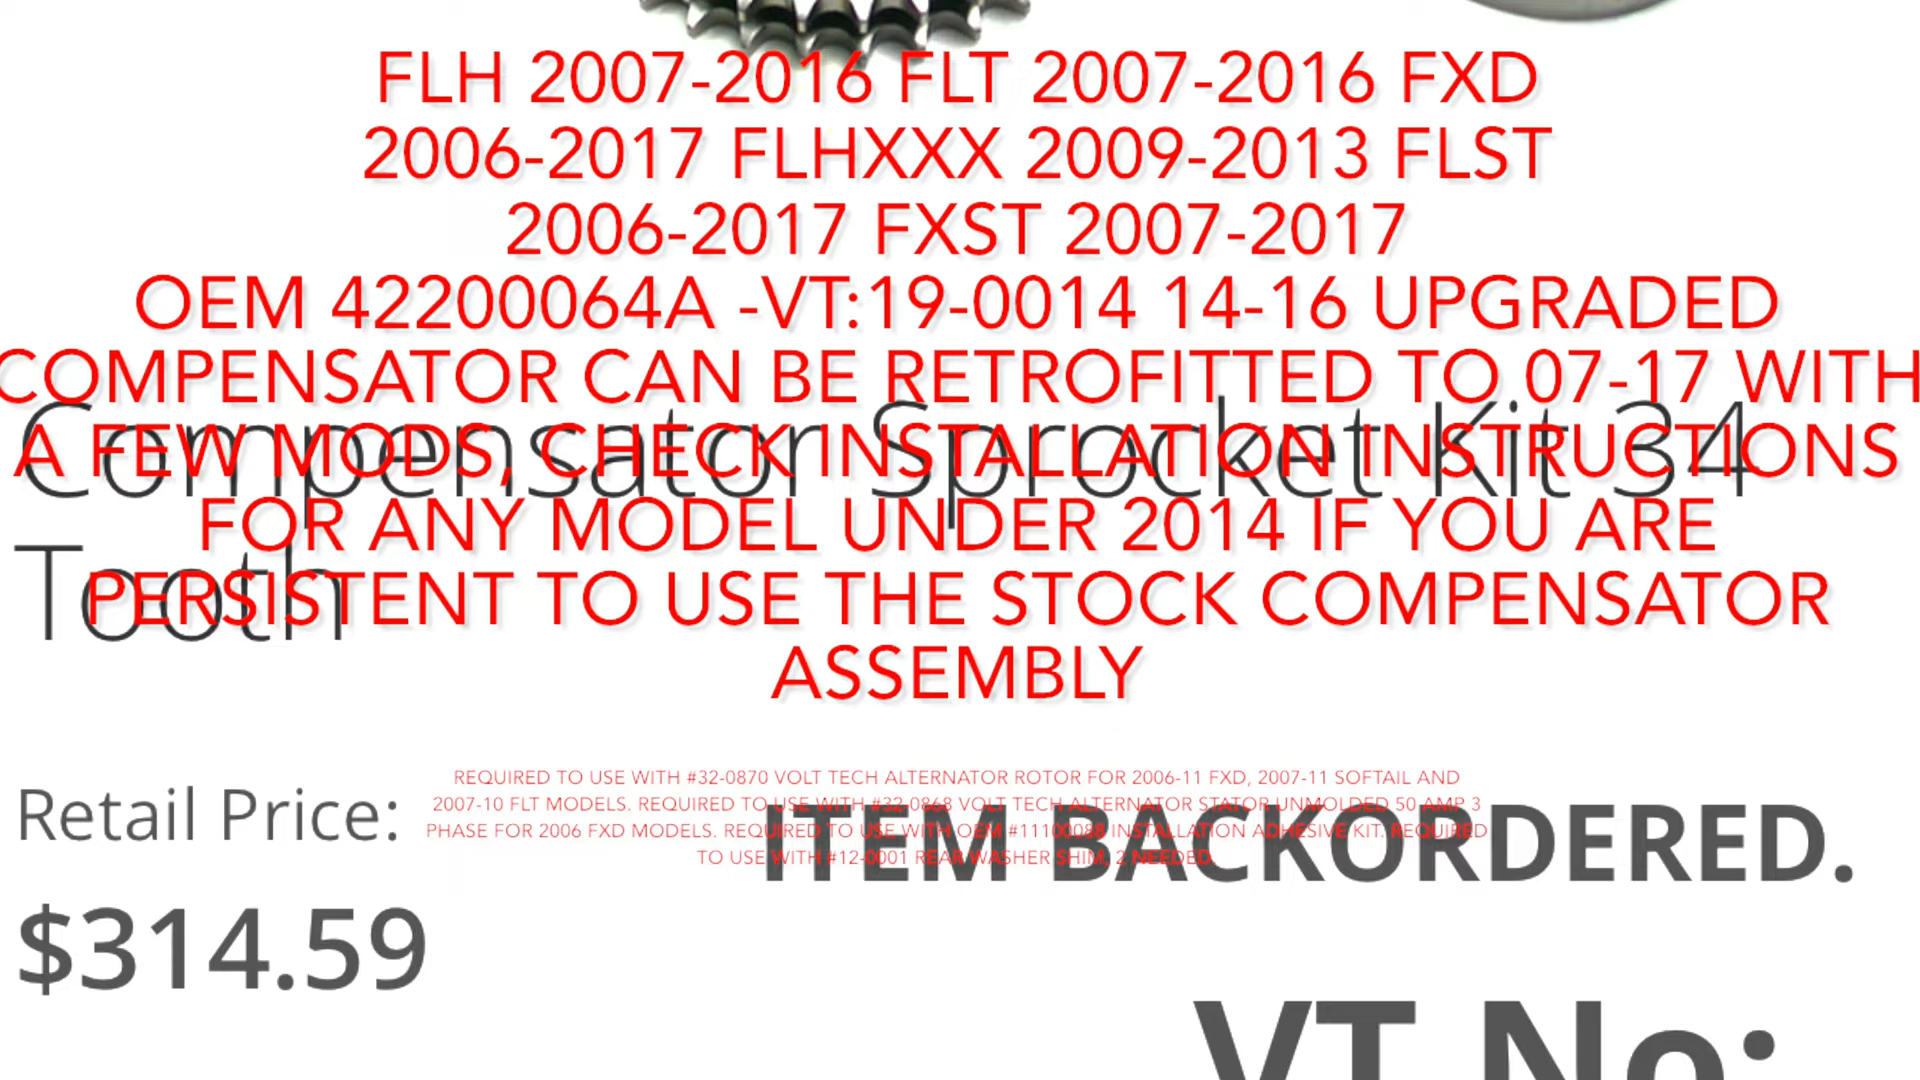 FLH 2007-2016 FLT 2007-2016 FXD
2006-2017 FLHXXX 2009-2013 FLST
2006-2017 FXST 2007-2017
OEM 42200064A -VT:19-0014 14-16 UPGRADED
COMPENSATOR CAN BE RETROFITTED TO 07-17 WITH
A FEW MODS, CHECK INSTALLATION INSTRUCTIONS
FOR ANY MODEL UNDER 2014 IF YOU ARE
PERSISTENT TO USE THE STOCK COMPENSATOR
ASSEMBLY
Compensator Sprocket Kit 34
Tooth
REQUIRED TO USE WITH #32-0870 VOLT TECH ALTERNATOR ROTOR FOR 2006-11 FXD, 2007-11 SOFTAIL AND
2007-10 FLT MODELS. REQUIRED TO USE WITH #32-0868 VOLT TECH ALTERNATOR STATOR UNMOLDED 50 AMP 3
PHASE FOR 2006 FXD MODELS. REQUIRED TO USE WITH OEM #11100088 INSTALLATION ADHESIVE KIT. REQUIRED
TO USE WITH #12-0001 REAR WASHER SHIM, 2 NEEDED.
Retail Price:
ITEM BACKORDERED.
$314.59
VT No: